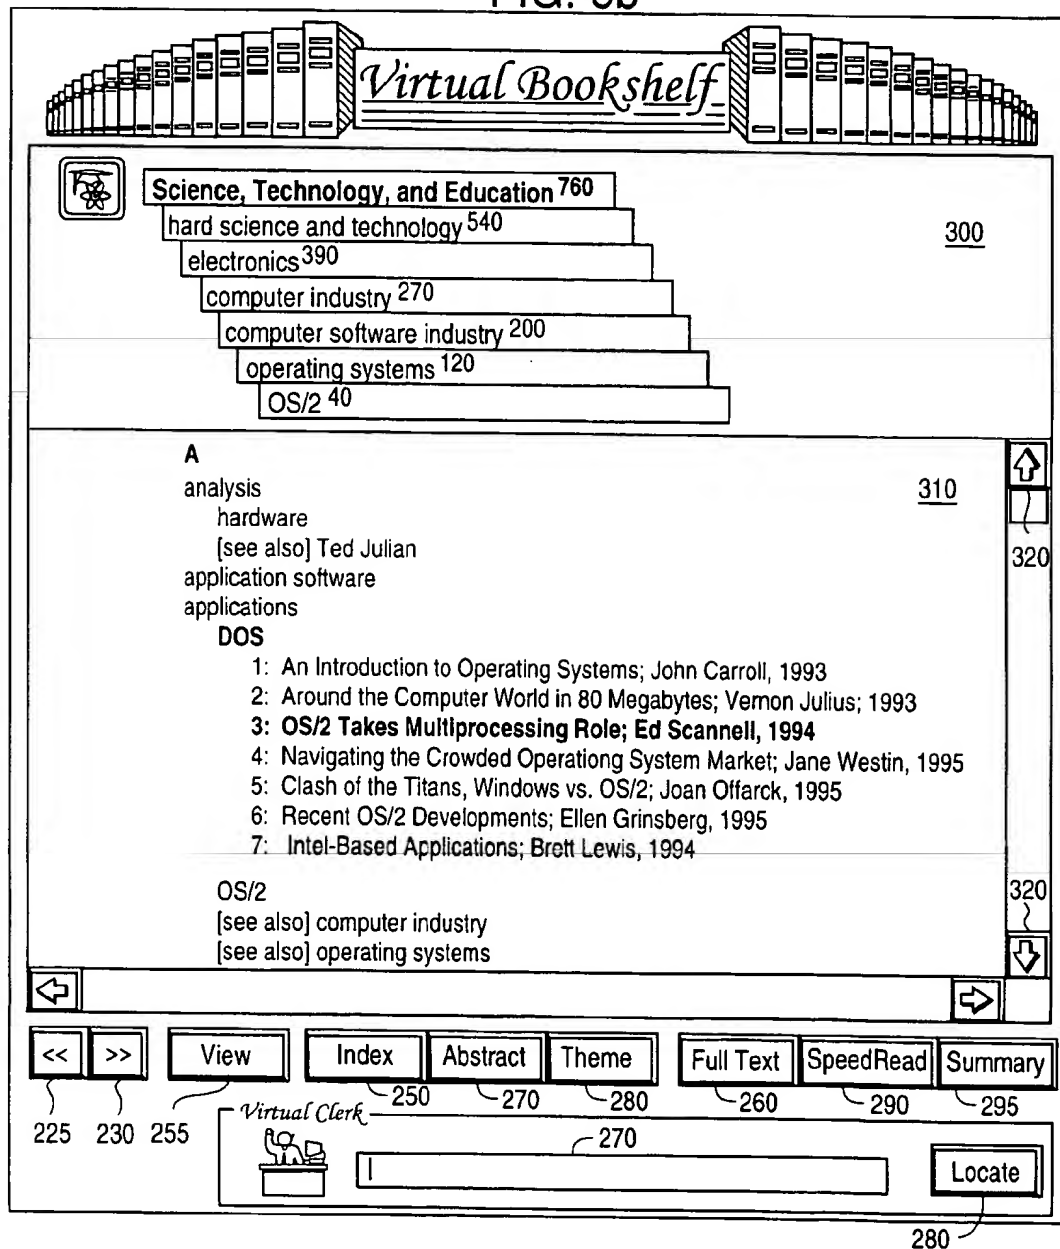 FIG. 3b
Virtual Bookshelf
Science, Technology, and Education 760
hard science and technology 540
300
electronics 390
computer industry 270
computer software industry 200
operating systems 120
OS/2 40
A
analysis
310
hardware
[see also] Ted Julian
320
application software
applications
DOS
1: An Introduction to Operating Systems; John Carroll, 1993
2: Around the Computer World in 80 Megabytes; Vernon Julius; 1993
3: OS/2 Takes Multiprocessing Role; Ed Scannell, 1994
4: Navigating the Crowded Operationg System Market; Jane Westin, 1995
5: Clash of the Titans, Windows vs. OS/2; Joan Offarck, 1995
6: Recent OS/2 Developments; Ellen Grinsberg, 1995
7: Intel-Based Applications; Brett Lewis, 1994
OS/2
320
[see also] computer industry
[see also] operating systems
<< >> View Index Abstract Theme Full Text SpeedRead Summary
250 270 280 260 290 295
225 230 255
Virtual Clerk
270
Locate
280